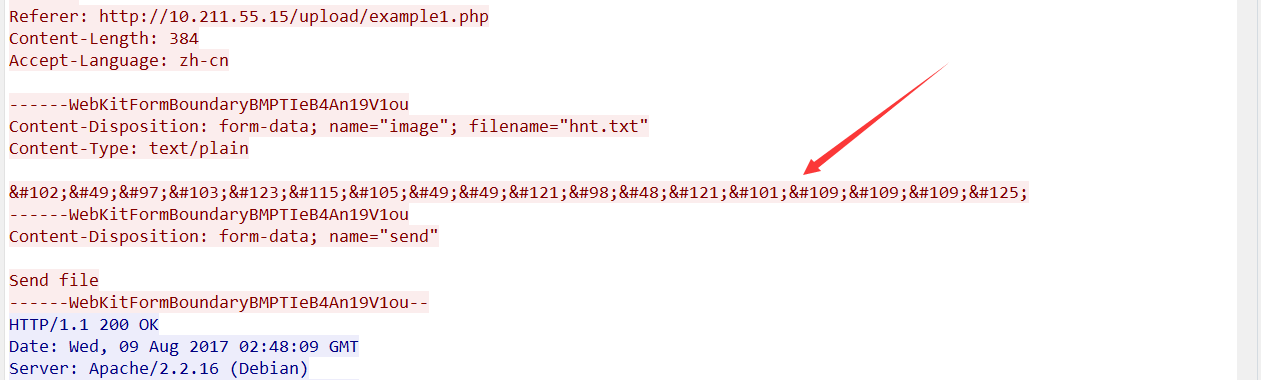 Referer: http://10.211.55.15/upload/example1.php
Content-Length: 384
Accept-Language: zh-cn
------WebKitFormBoundaryBMPTIeB4An19V1ou
Content-Disposition: form-data; name="image"; filename="hnt.txt"
Content-Type: text/plain
&#102;&#49;&#97;&#103;&#123;&#115;&#105;&#49;&#49;&#121;&#98;&#48;&#121;&#101;&#109;&#109;&#109;&#125;
------WebKitFormBoundaryBMPTIeB4An19V1ou
Content-Disposition: form-data; name="send"
Send file
------WebKitFormBoundaryBMPTIeB4An19V1ou--
HTTP/1.1 200 OK
Date: Wed, 09 Aug 2017 02:48:09 GMT
Server: Apache/2.2.16 (Debian)